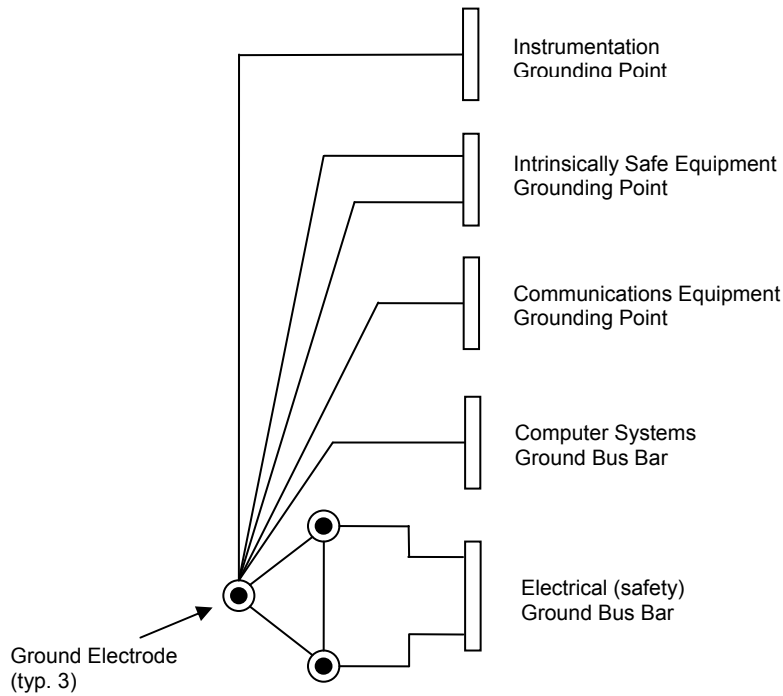 Instrumentation
Grounding Point
Intrinsically Safe Equipment
Grounding Point
Communications Equipment
Grounding Point
Computer Systems
Ground Bus Bar
Electrical (safety)
Ground Bus Bar
Ground Electrode
(typ. 3)